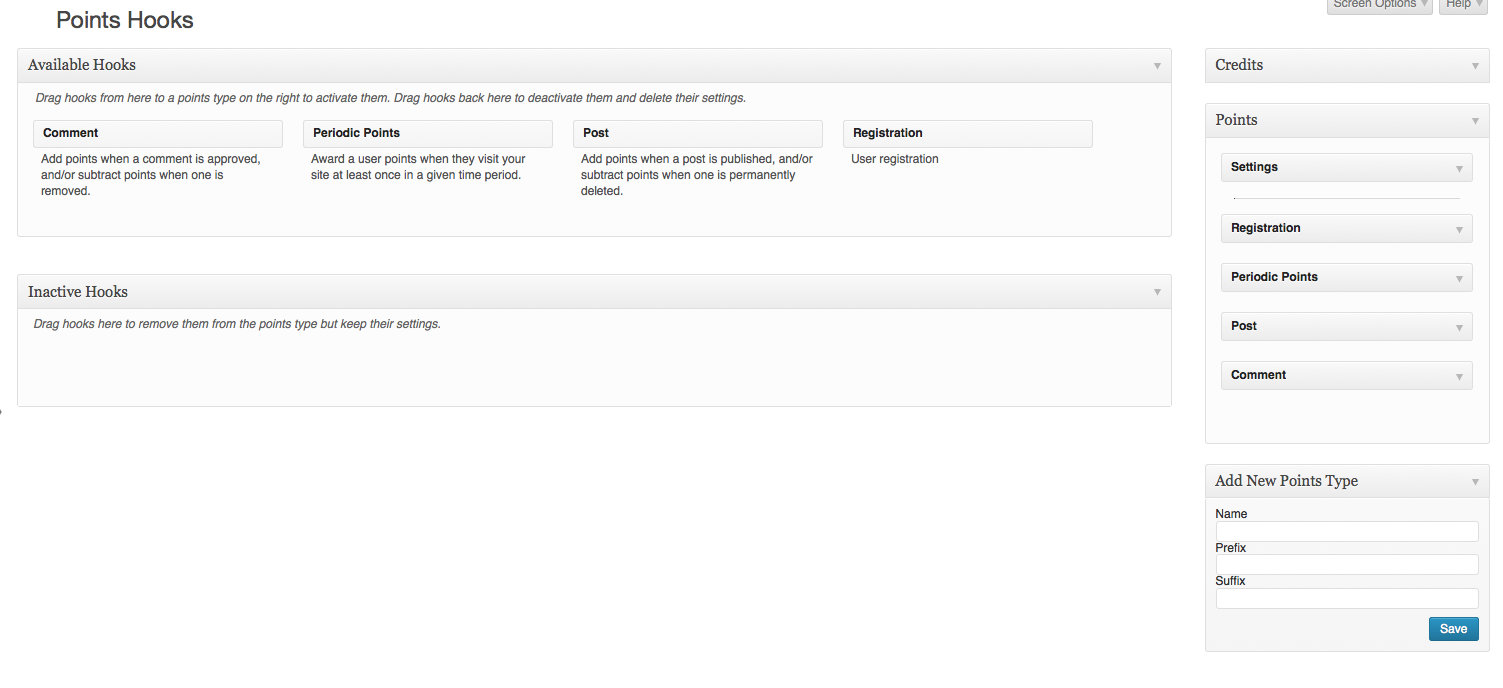 Points Hooks
Screen Options
Help
Available Hooks
Drag hooks from here to a points type on the right to activate them. Drag hooks back here to deactivate them and delete their settings.
Comment
Add points when a comment is approved,
and/or subtract points when one is
removed.
Periodic Points
Award a user points when they visit your
site at least once in a given time period.
Post
Add points when a post is published, and/or
subtract points when one is permanently
deleted.
Registration
User registration
Inactive Hooks
Drag hooks here to remove them from the points type but keep their settings.
Credits
Points
Settings
Registration
Periodic Points
Post
Comment
Add New Points Type
Name
Prefix
Suffix
Save